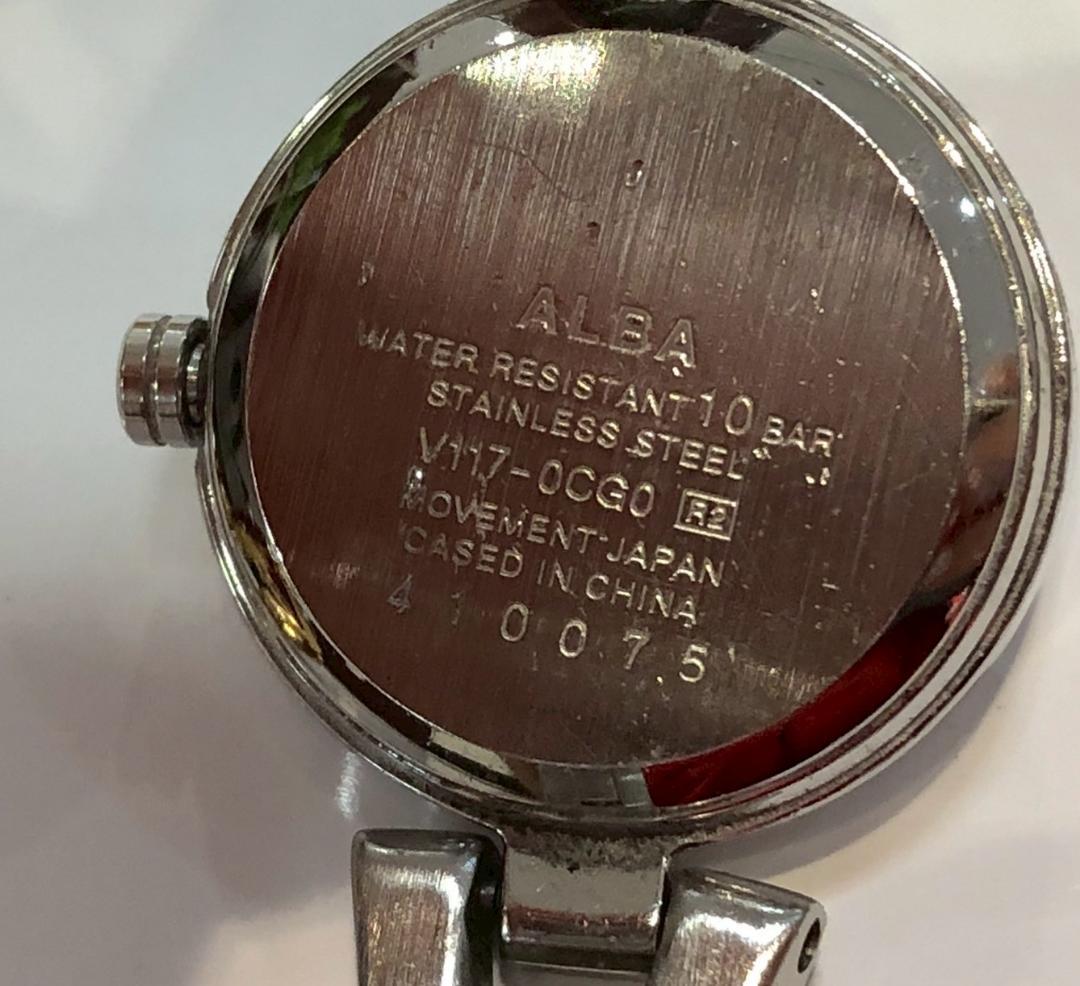 ALBA
WATER RESISTANT 10 BAR
STAINLESS STEEL
V117-0CG0 R2
MOVEMENT JAPAN
CASED IN CHINA
410075